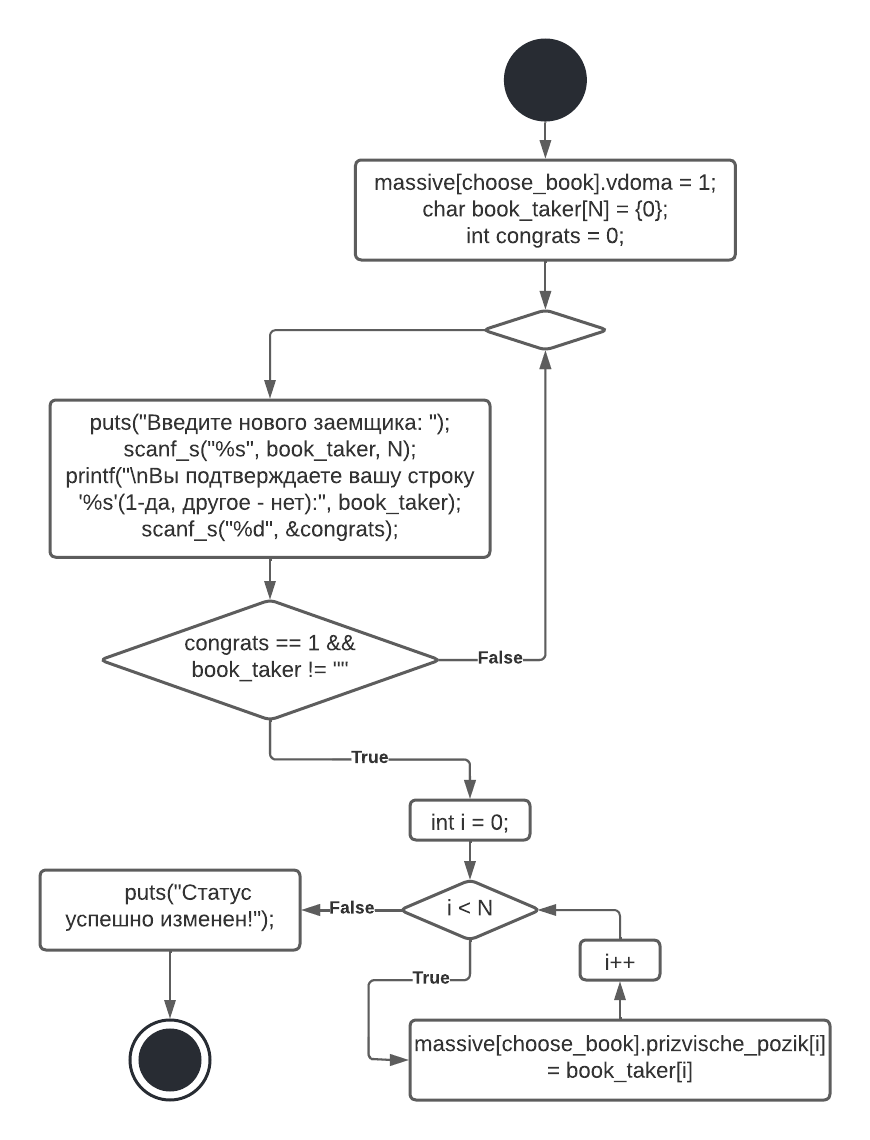 massive[choose_book].vdoma = 1;
char book_taker[N] = {0};
int congrats = 0;
puts("Введите нового заемщика: ");
scanf_s("%s", book_taker, N);
printf("\nВы подтверждаете вашу строку
'%s'(1-да, другое - нет):", book_taker);
scanf_s("%d", &congrats);
congrats == 1 &&
book_taker != ""
False
True
int i = 0;
i < N
False
puts("Статус
успешно изменен!");
True
i++
massive[choose_book].prizvische_pozik[i]
= book_taker[i]